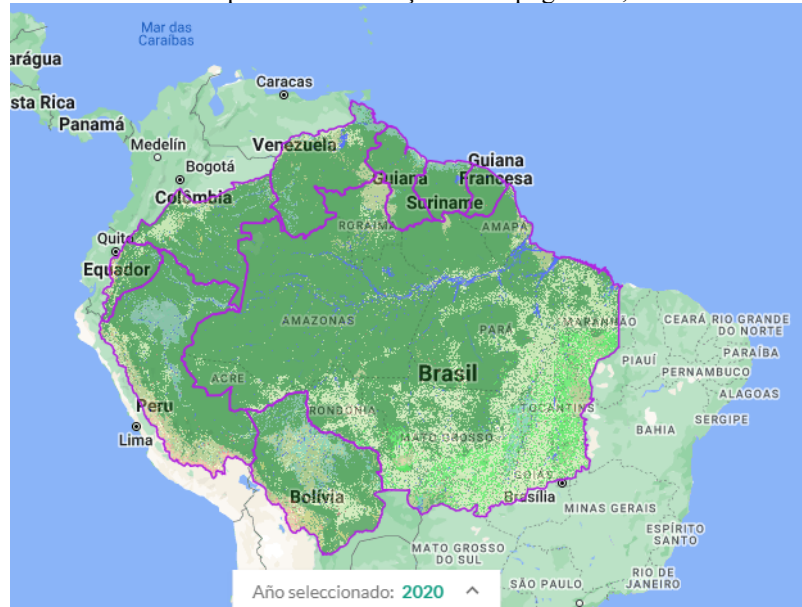 Mar das
Caraíbas
arágua
sta Rica
Panamá
Caracas
Medelín
Venezuela
Bogotá
Guiana
Francesa
Guiana
Colômbia
Suriname
RORAIMA
AMAPÁ
Quito
Equador
AMAZONAS
PARÁ
MARANHÃO
CEARÁ
RIO GRANDE
DO NORTE
PIAUÍ
PARAÍBA
PERNAMBUCO
Brasil
ACRE
ALAGOAS
Peru
RONDÔNIA
TOCANTINS
SERGIPE
BAHIA
Lima
MATO GROSSO
GOIÁS
Bolívia
Brasília
MINAS GERAIS
ESPÍRITO
SANTO
MATO GROSSO
DO SUL
RIO DE
JANEIRO
SÃO PAULO
Año seleccionado: 2020